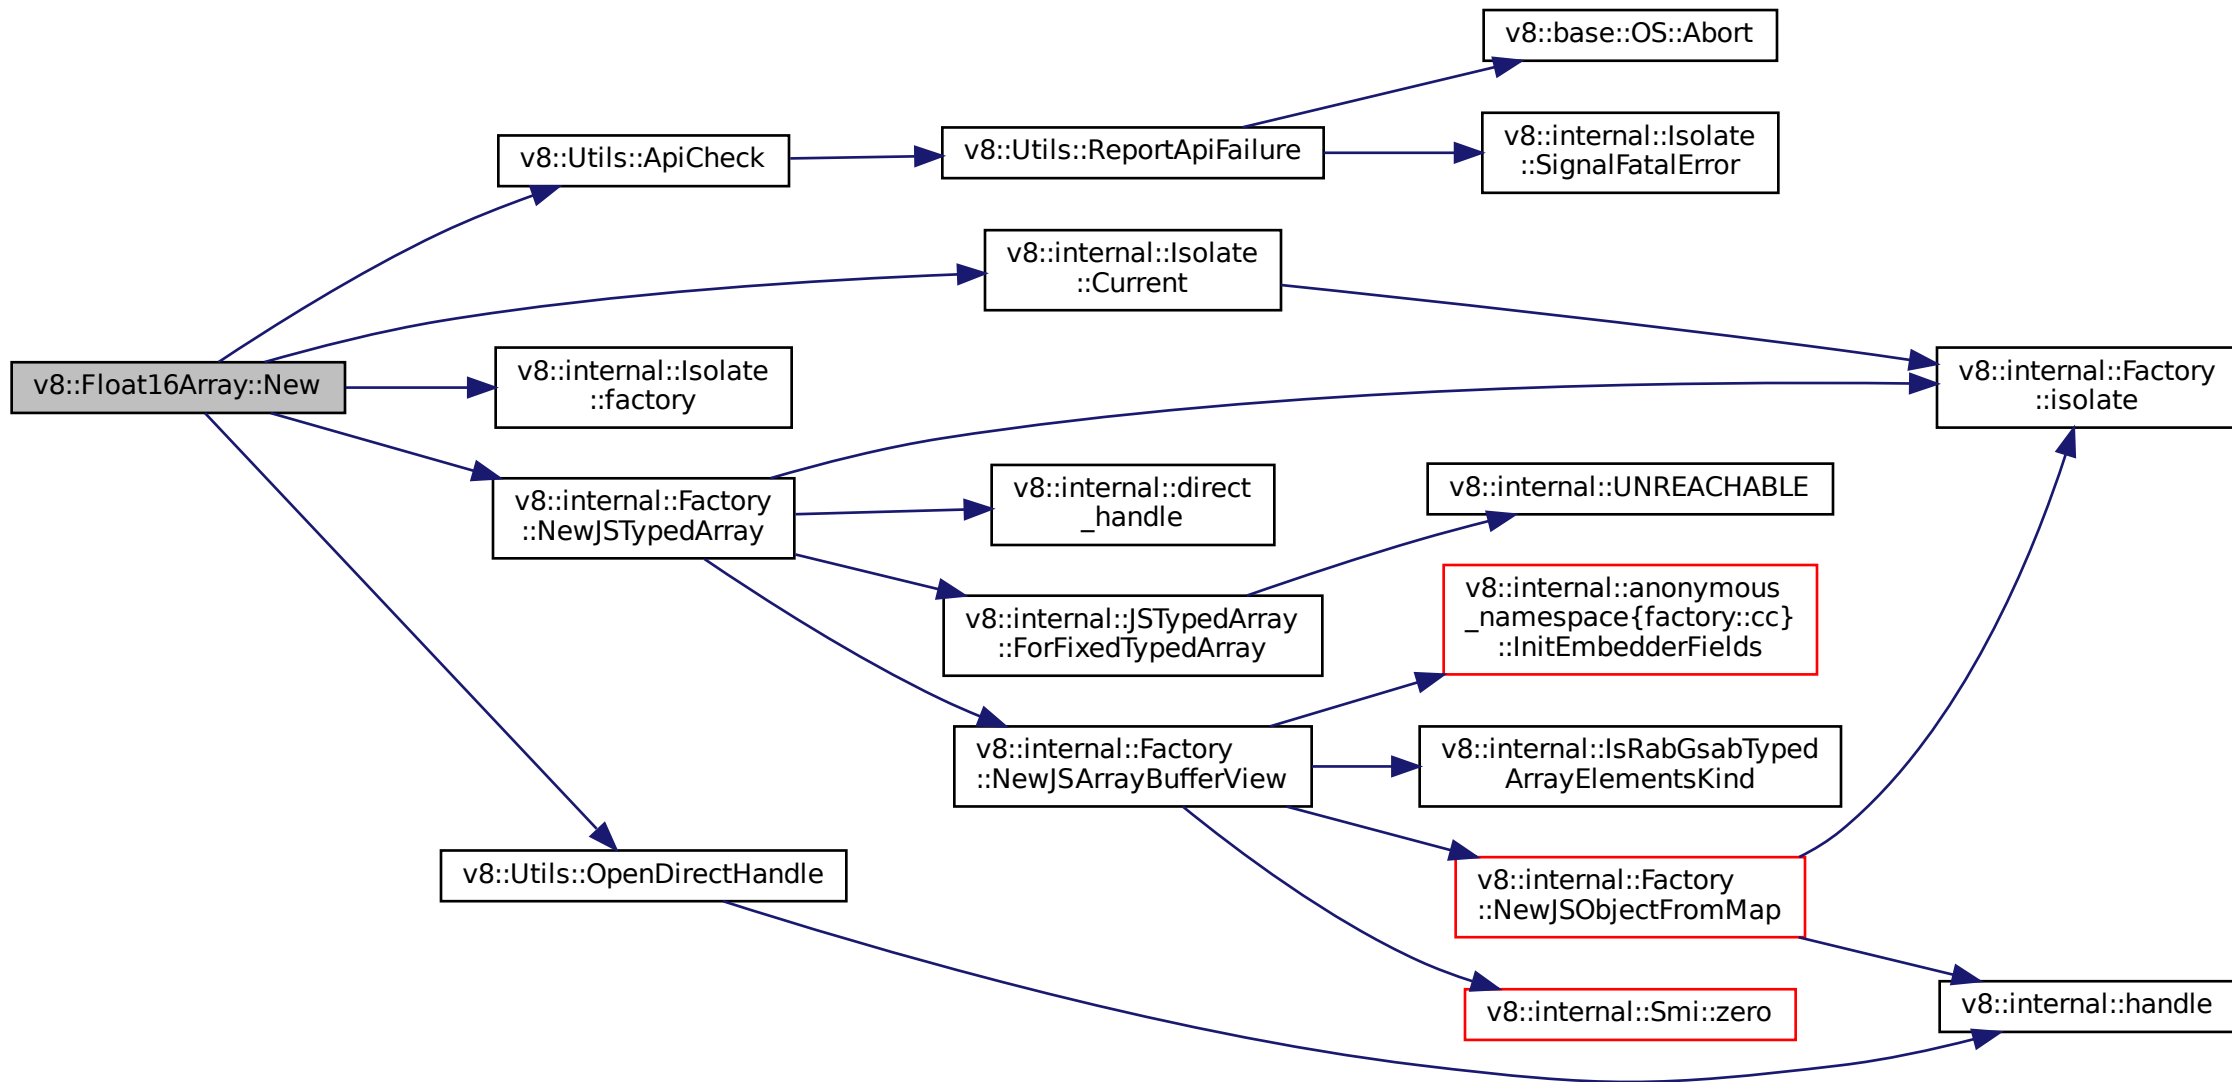 v8::Float16Array::New
v8::Utils::ApiCheck
v8::Utils::ReportApiFailure
v8::base::OS::Abort
v8::internal::Isolate
::SignalFatalError
v8::internal::Isolate
::Current
v8::internal::Isolate
::factory
v8::internal::Factory
::isolate
v8::internal::Factory
::NewJSTypedArray
v8::internal::direct
_handle
v8::internal::UNREACHABLE
v8::internal::JSTypedArray
::ForFixedTypedArray
v8::internal::anonymous
_namespace{factory::cc}
::InitEmbedderFields
v8::internal::Factory
::NewJSArrayBufferView
v8::internal::IsRabGsabTyped
ArrayElementsKind
v8::Utils::OpenDirectHandle
v8::internal::Factory
::NewJSObjectFromMap
v8::internal::Smi::zero
v8::internal::handle